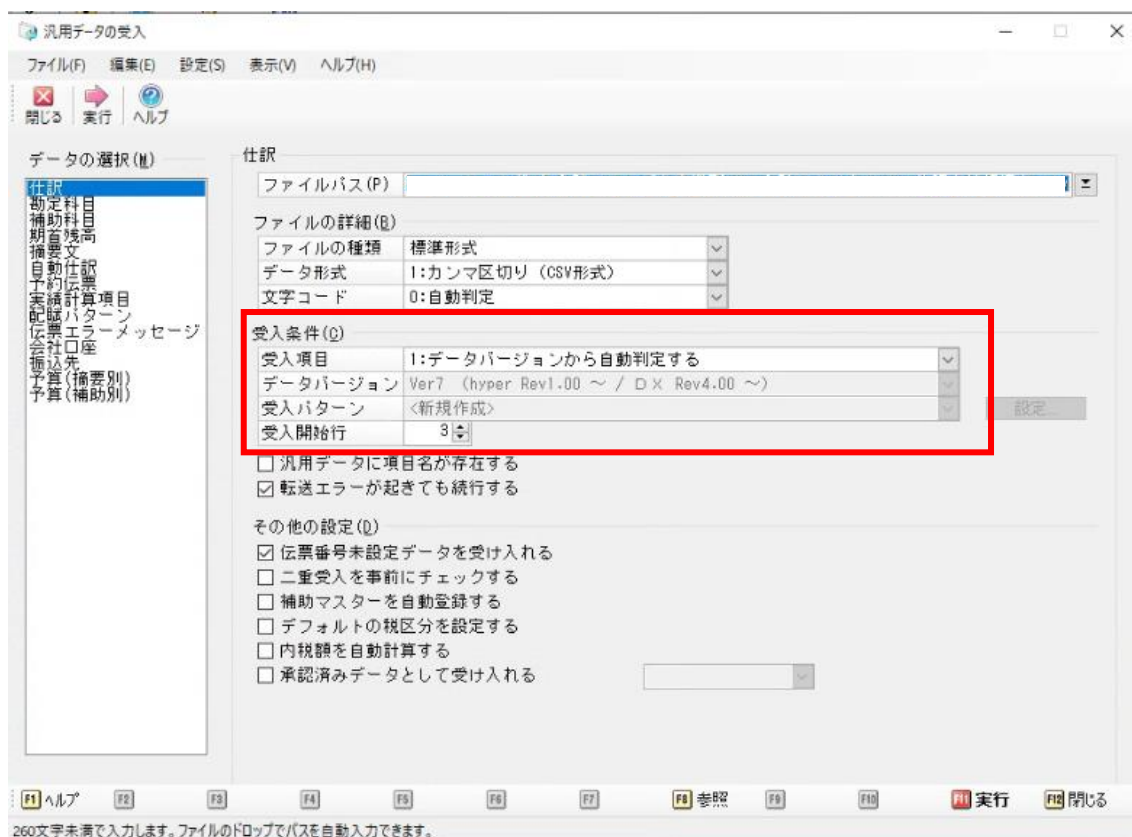 汎用データの受入
ファイル(F) 編集(E) 設定(S) 表示(V) ヘルプ(H)
閉じる 実行 ヘルプ
データの選択(M)
仕訳
勘定科目
補助科目
期首残高
摘要文
自動仕訳
予約伝票
実績計算項目
配賦パターン
伝票エラーメッセージ
会社口座
振込先
予算(摘要別)
予算(補助別)
仕訳
ファイルパス(P)
ファイルの詳細(B)
ファイルの種類 標準形式
データ形式 1:カンマ区切り (CSV形式)
文字コード 0:自動判定
受入条件(C)
受入項目 1:データバージョンから自動判定する
データバージョン Ver7 (hyper Rev1.00 ～ / DX Rev4.00 ～)
受入パターン <新規作成> 設定...
受入開始行 3
汎用データに項目名が存在する
転送エラーが起きても続行する
その他の設定(D)
伝票番号未設定データを受け入れる
二重受入を事前にチェックする
補助マスターを自動登録する
デフォルトの税区分を設定する
内税額を自動計算する
承認済みデータとして受け入れる
F1 ヘルプ F2 F3 F4 F5 F6 F7 F8 参照 F9 F10 F11 実行 F12 閉じる
260文字未満で入力します。ファイルのドロップでパスを自動入力できます。